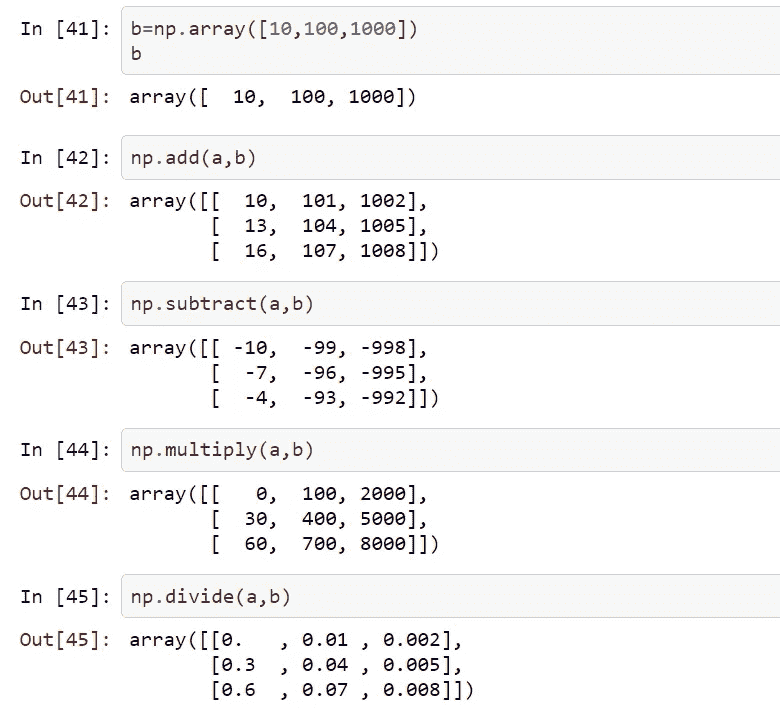 In [41]: b=np.array([10,100,1000])
b
Out[41]: array([  10,  100, 1000])
In [42]: np.add(a,b)
Out[42]: array([[  10,  101, 1002],
       [  13,  104, 1005],
       [  16,  107, 1008]])
In [43]: np.subtract(a,b)
Out[43]: array([[ -10,  -99, -998],
       [  -7,  -96, -995],
       [  -4,  -93, -992]])
In [44]: np.multiply(a,b)
Out[44]: array([[   0,  100, 2000],
       [  30,  400, 5000],
       [  60,  700, 8000]])
In [45]: np.divide(a,b)
Out[45]: array([[0.   , 0.01 , 0.002],
       [0.3  , 0.04 , 0.005],
       [0.6  , 0.07 , 0.008]])